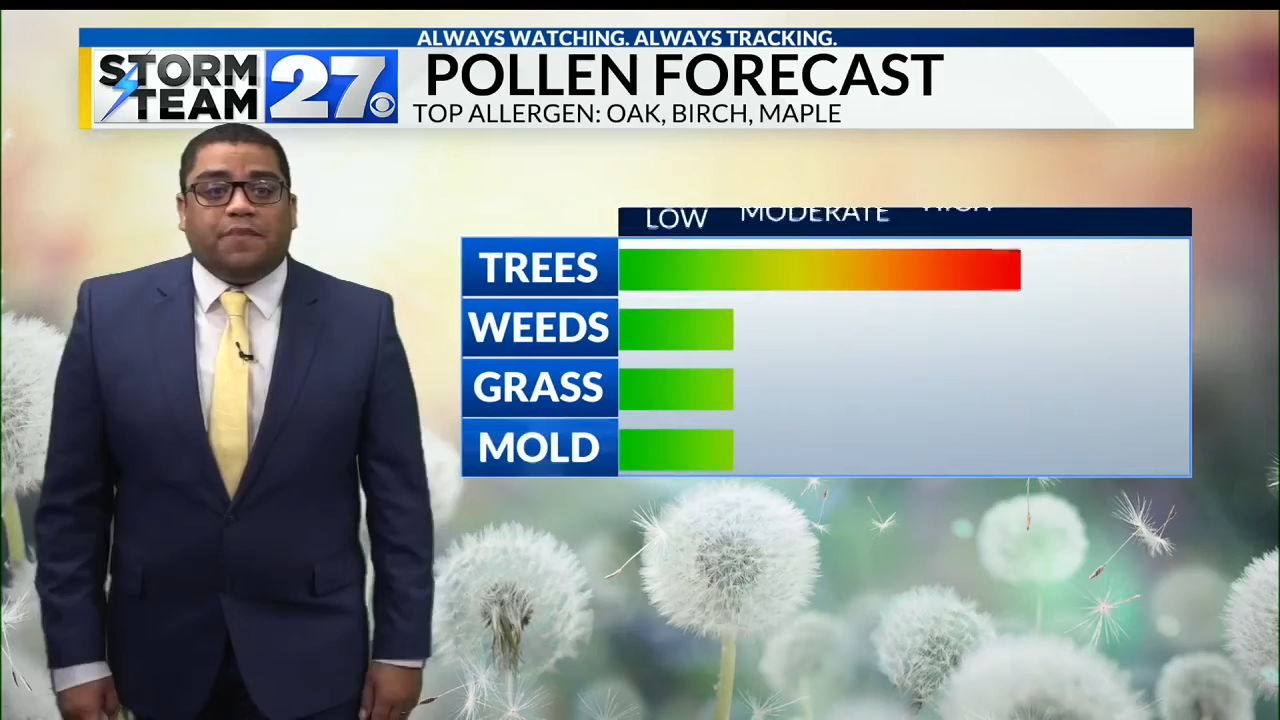 ALWAYS WATCHING. ALWAYS TRACKING.
STORM TEAM 27
POLLEN FORECAST
TOP ALLERGEN: OAK, BIRCH, MAPLE
LOW MODERATE HIGH
TREES
WEEDS
GRASS
MOLD